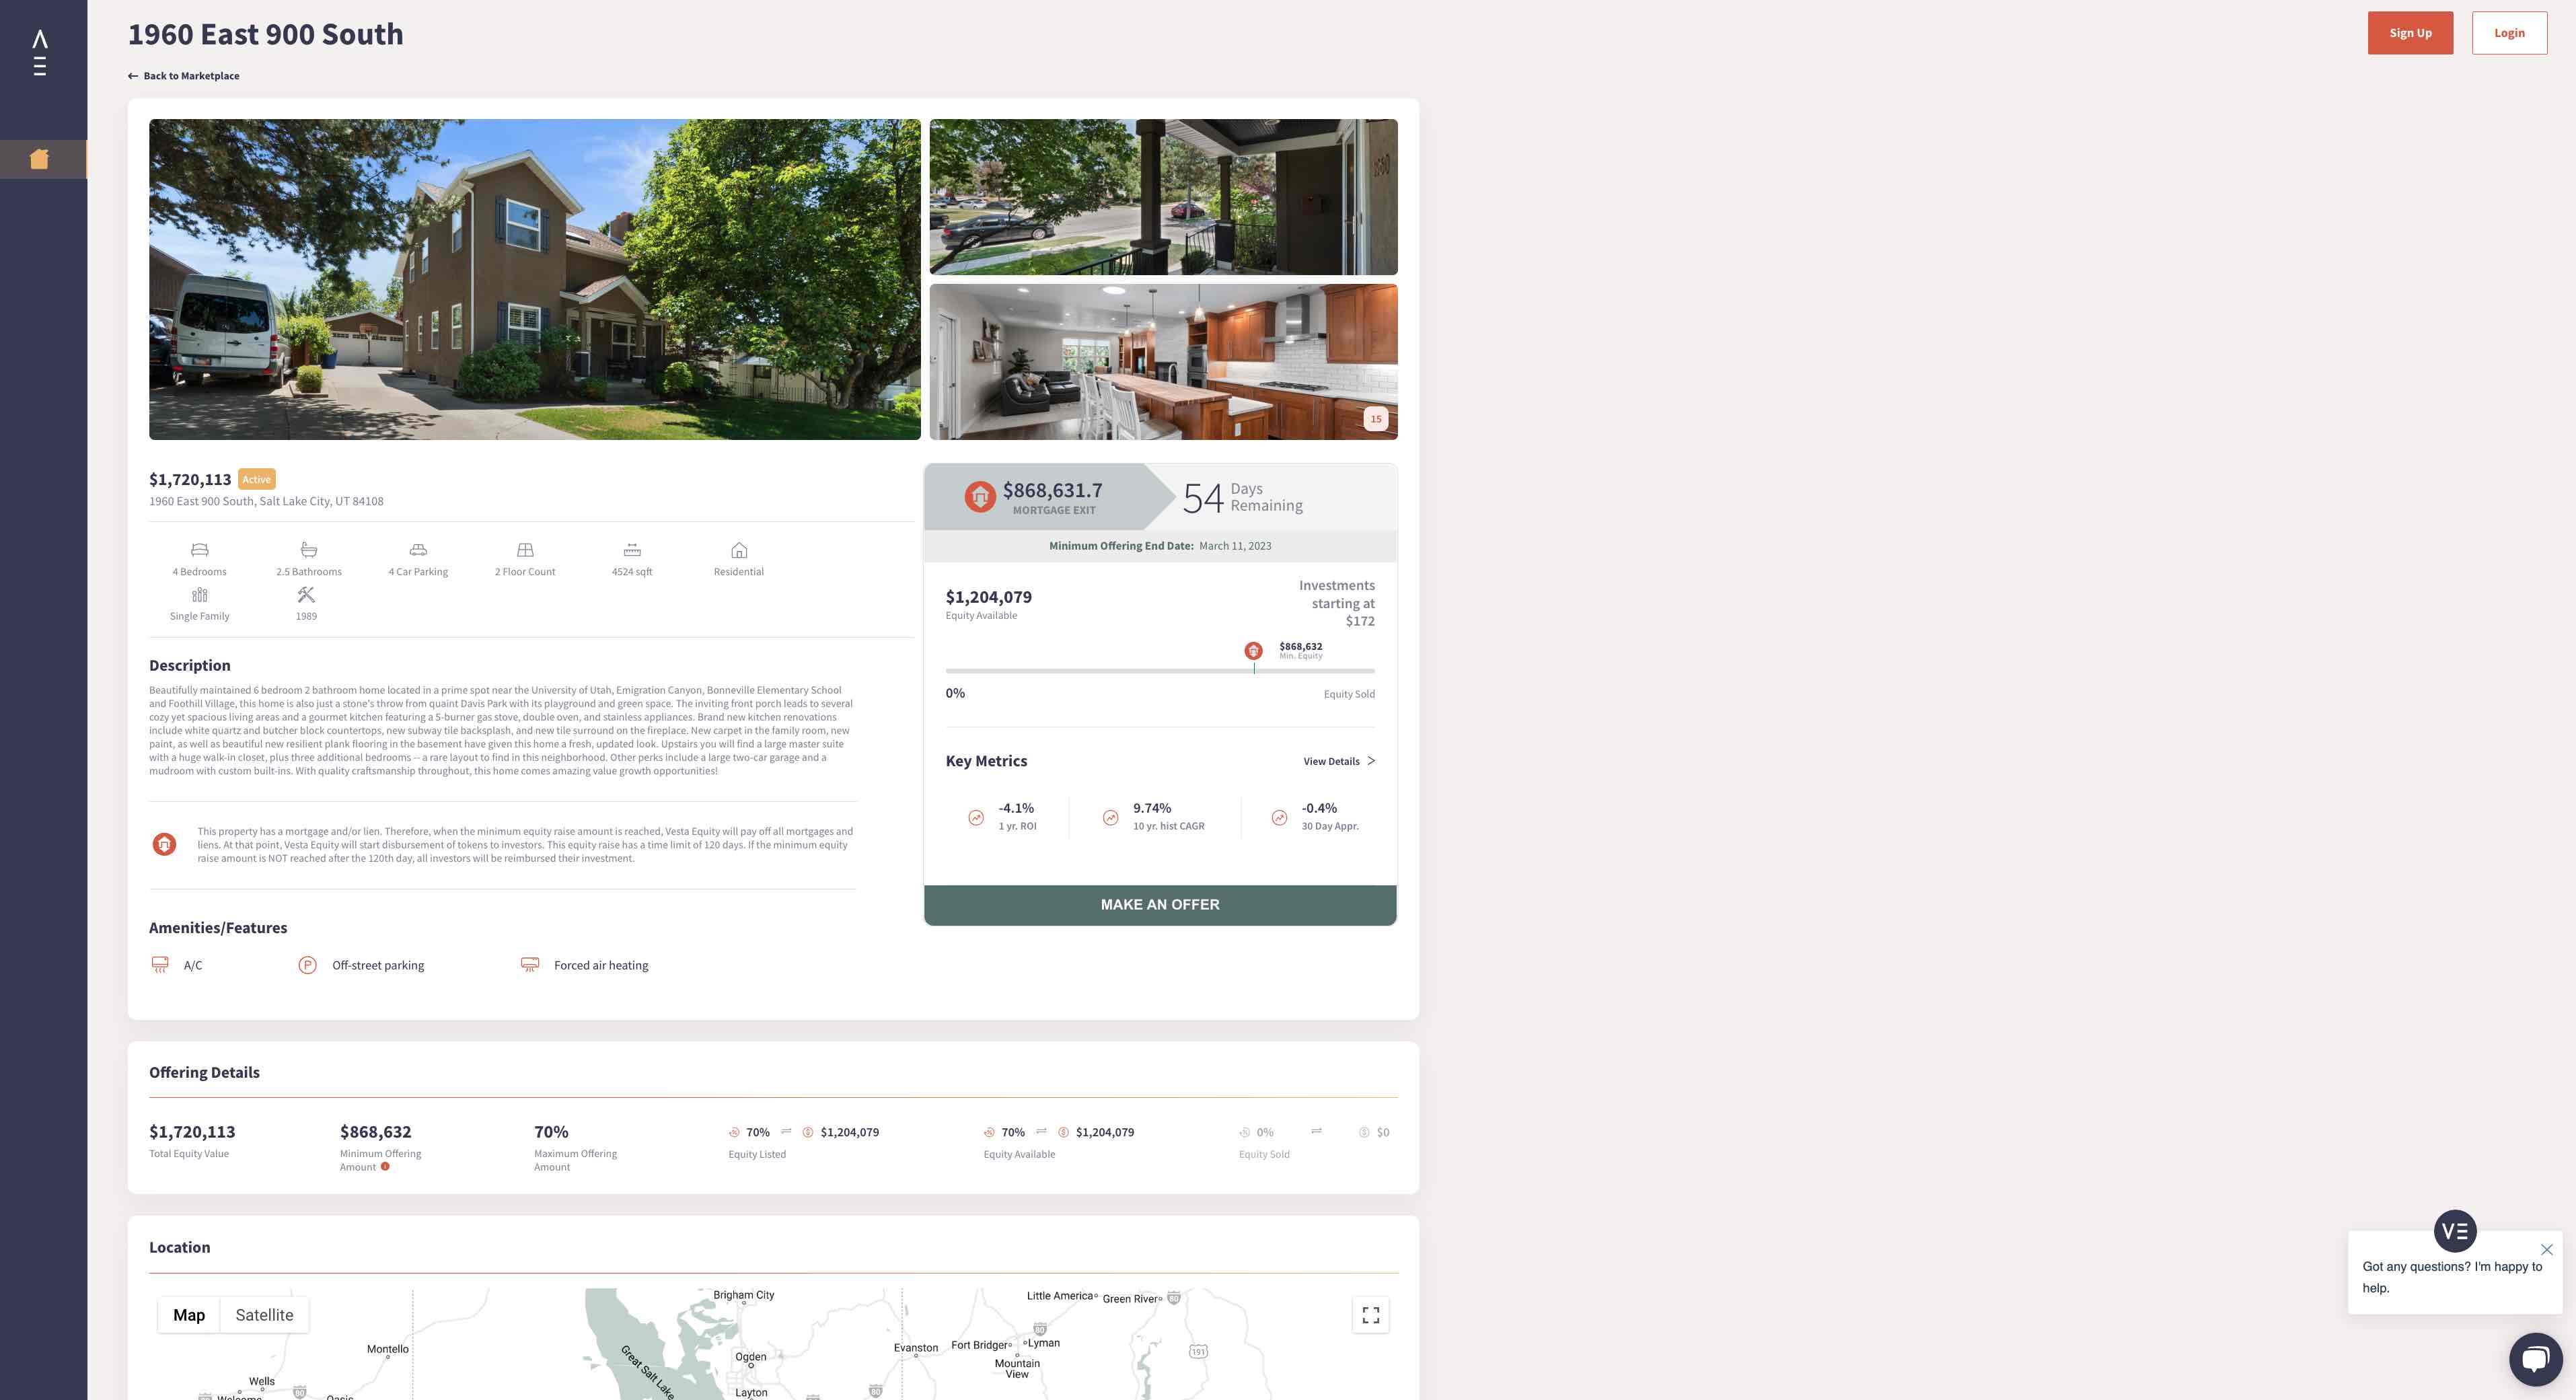 1960 East 900 South
Sign Up
Login
Back to Marketplace
15
$1,720,113
Active
1960 East 900 South, Salt Lake City, UT 84108
4 Bedrooms
2.5 Bathrooms
4 Car Parking
2 Floor Count
4524 sqft
Residential
Single Family
1989
Description
Beautifully maintained 6 bedroom 2 bathroom home located in a prime spot near the University of Utah, Emigration Canyon, Bonneville Elementary School
and Foothill Village, this home is also just a stone's throw from quaint Davis Park with its playground and green space. The inviting front porch leads to several
cozy yet spacious living areas and a gourmet kitchen featuring a 5-burner gas stove, double oven, and stainless appliances. Brand new kitchen renovations
include white quartz and butcher block countertops, new subway tile backsplash, and new tile surround on the fireplace. New carpet in the family room, new
paint, as well as beautiful new resilient plank flooring in the basement have given this home a fresh, updated look. Upstairs you will find a large master suite
with a huge walk-in closet, plus three additional bedrooms -- a rare layout to find in this neighborhood. Other perks include a large two-car garage and a
mudroom with custom built-ins. With quality craftsmanship throughout, this home comes amazing value growth opportunities!
This property has a mortgage and/or lien. Therefore, when the minimum equity raise amount is reached, Vesta Equity will pay off all mortgages and
liens. At that point, Vesta Equity will start disbursement of tokens to investors. This equity raise has a time limit of 120 days. If the minimum equity
raise amount is NOT reached after the 120th day, all investors will be reimbursed their investment.
Amenities/Features
A/C
P
Off-street parking
Forced air heating
$868,631.7
MORTGAGE EXIT
54
Days
Remaining
Minimum Offering End Date: March 11, 2023
$1,204,079
Equity Available
Investments
starting at
$172
$868,632
Min. Equity
0%
Equity Sold
Key Metrics
View Details
-4.1%
1 yr. ROI
9.74%
10 yr. hist CAGR
-0.4%
30 Day Appr.
MAKE AN OFFER
Offering Details
$1,720,113
Total Equity Value
$868,632
Minimum Offering
Amount
70%
Maximum Offering
Amount
70% $1,204,079
Equity Listed
70% $1,204,079
Equity Available
0% $0
Equity Sold
Location
Map
Satellite
Brigham City
Little America
Green River
80
Montello
Great Salt Lake
Ogden
Evanston
Fort Bridger
80
Lyman
Mountain
View
191
Wells
80
Layton
80
VE
Got any questions? I'm happy to
help.